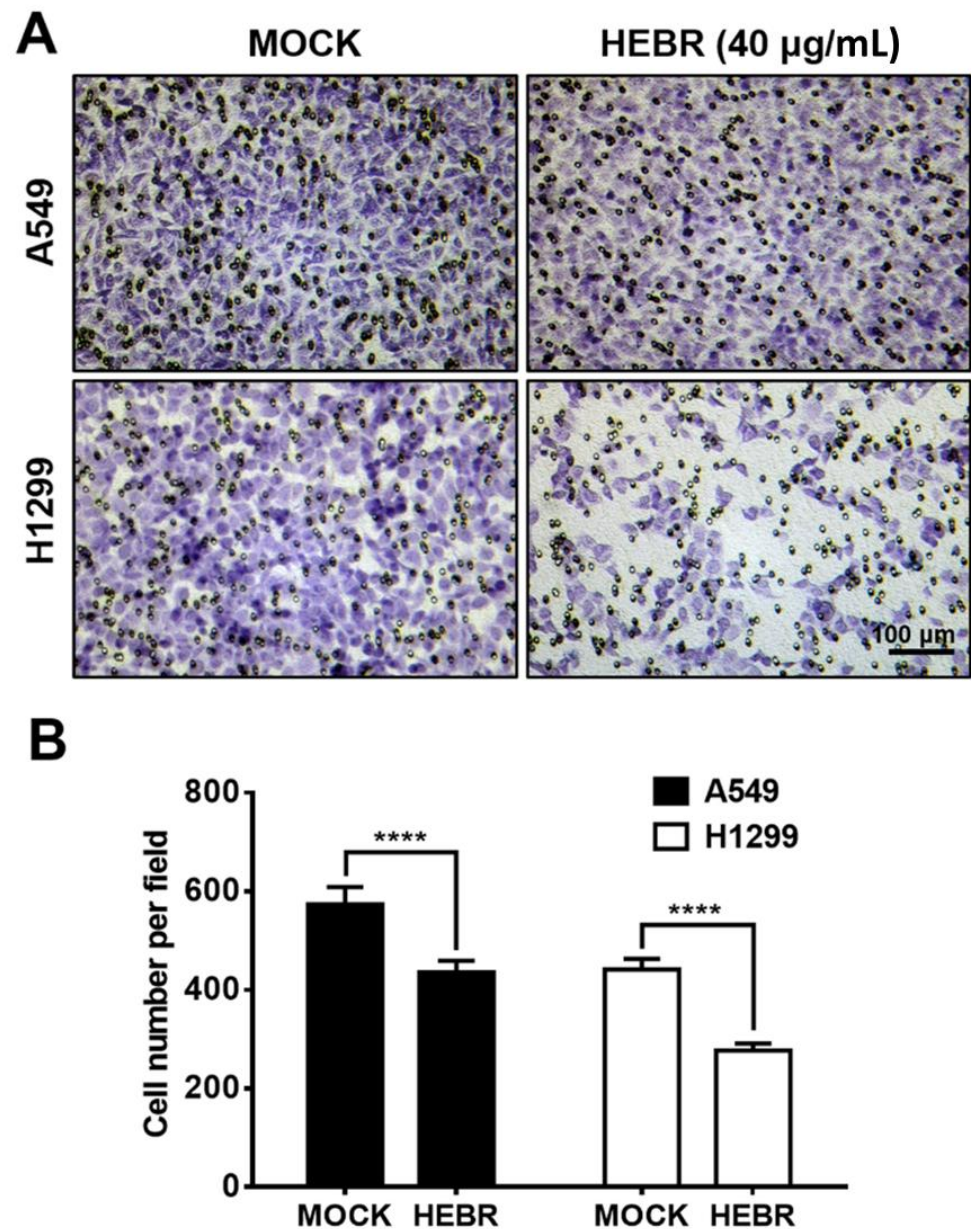 A
MOCK
HEBR (40 µg/mL)
A549
H1299
100 µm
B
Cell number per field
800
600
400
200
0
****
****
A549
H1299
MOCK
HEBR
MOCK
HEBR